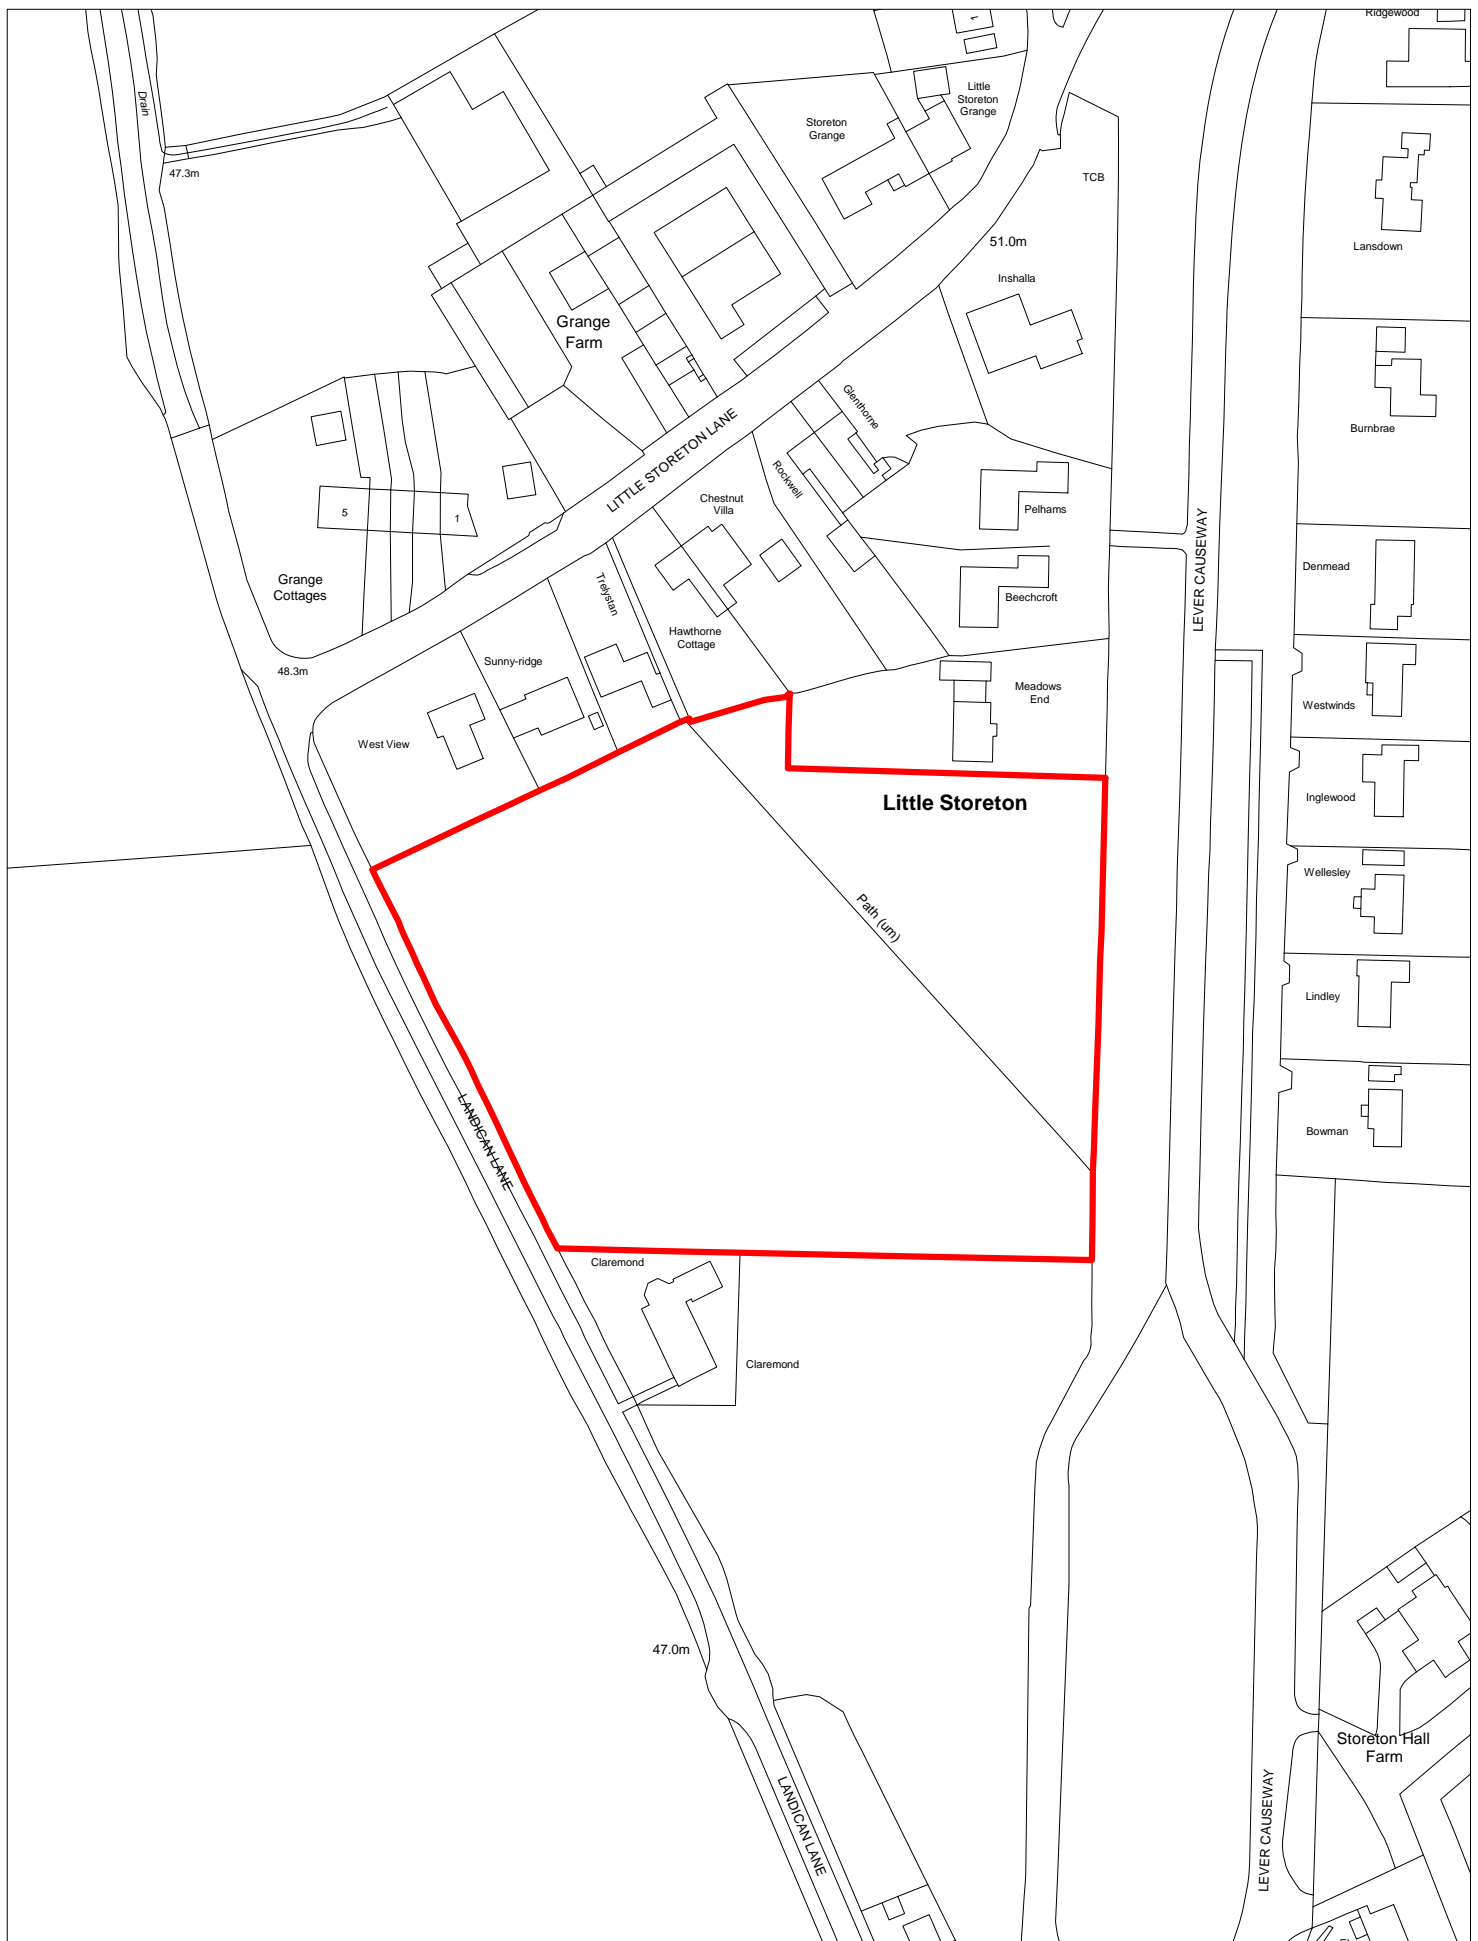 Ridgewood
1
Drain
Little
Storeton
Grange
Storeton
Grange
47.3m
TCB
Lansdown
51.0m
Inshalla
Grange
Farm
Glenthorne
Burnbrae
LITTLE STORETON LANE
Rockwell
Chestnut
Villa
Pelhams
5
1
LEVER CAUSEWAY
Denmead
Grange
Cottages
Trelystan
Beechcroft
Hawthorne
Cottage
Sunny-ridge
48.3m
Meadows
End
Westwinds
West View
Little Storeton
Inglewood
Wellesley
Path (um)
Lindley
LANDICAN LANE
Bowman
Claremond
Claremond
47.0m
Storeton Hall
Farm
LANDICAN LANE
LEVER CAUSEWAY